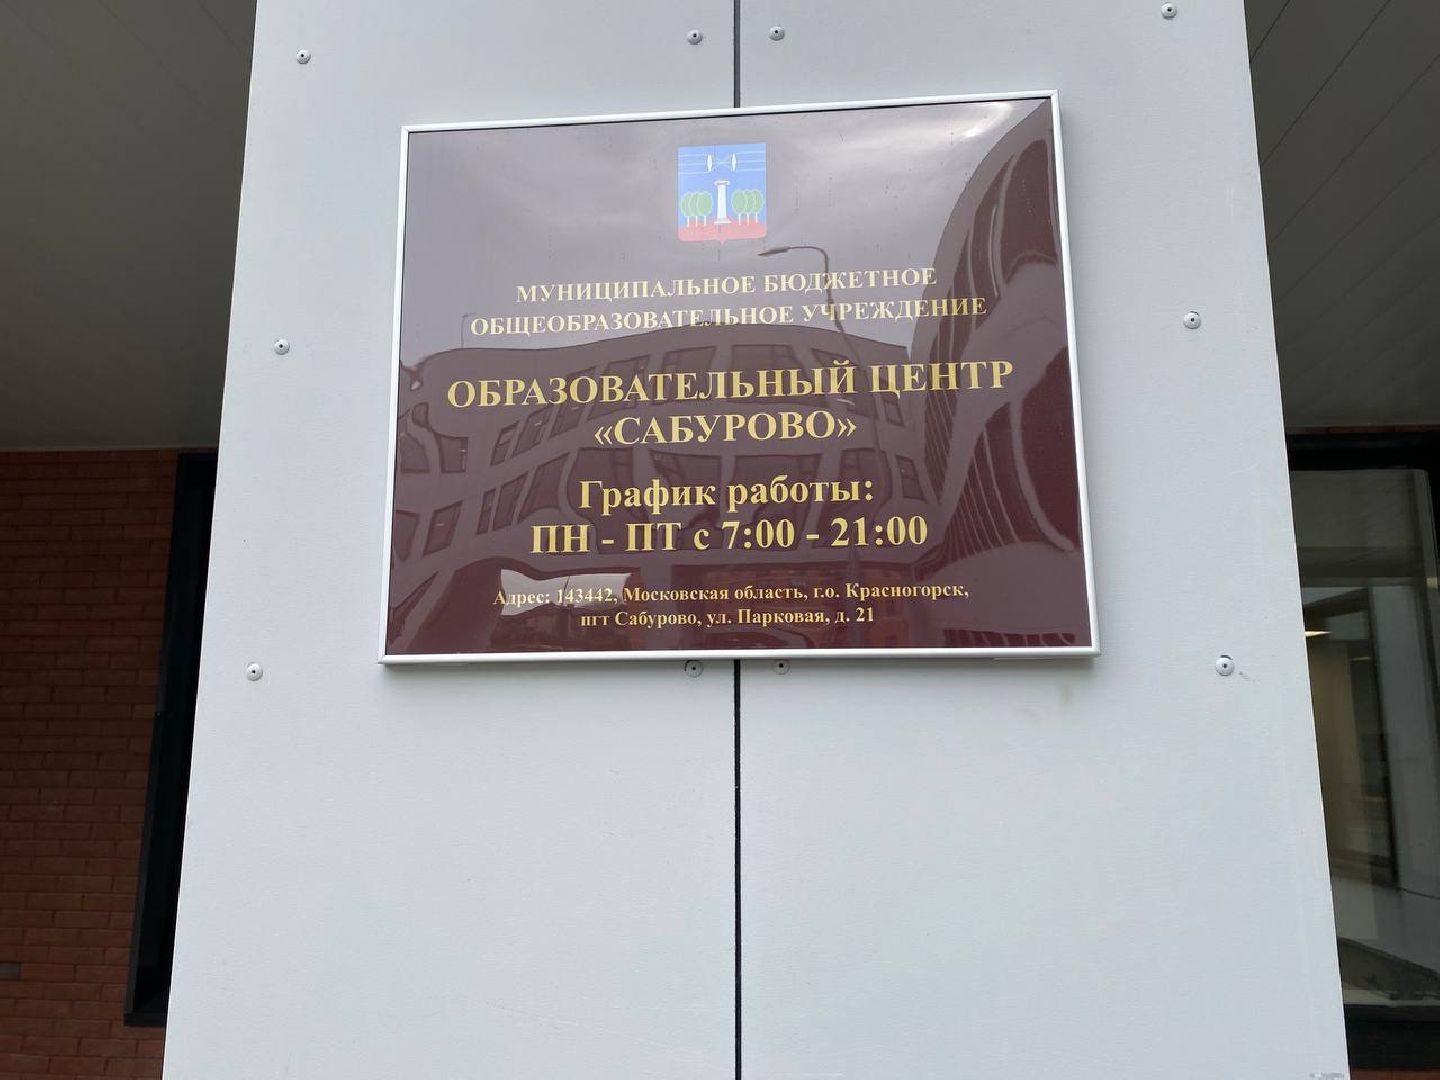 МУНИЦИПАЛЬНОЕ БЮДЖЕТНОЕ
ОБЩЕОБРАЗОВАТЕЛЬНОЕ УЧРЕЖДЕНИЕ
ОБРАЗОВАТЕЛЬНЫЙ ЦЕНТР
«САБУРОВО»
График работы:
ПН - ПТ с 7:00 - 21:00
Адрес: 143442, Московская область, г.о. Красногорск,
пгт Сабурово, ул. Парковая, д. 21